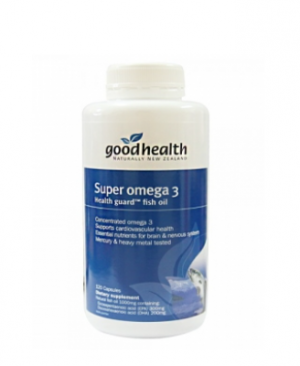 goodhealth
NATURALLY NEW ZEALAND
Super omega 3
Health guard™ fish oil
Concentrated omega 3
Supports cardiovascular health
Essential nutrients for brain & nervous system
Mercury & heavy metal tested
Capsules
Dietary supplement